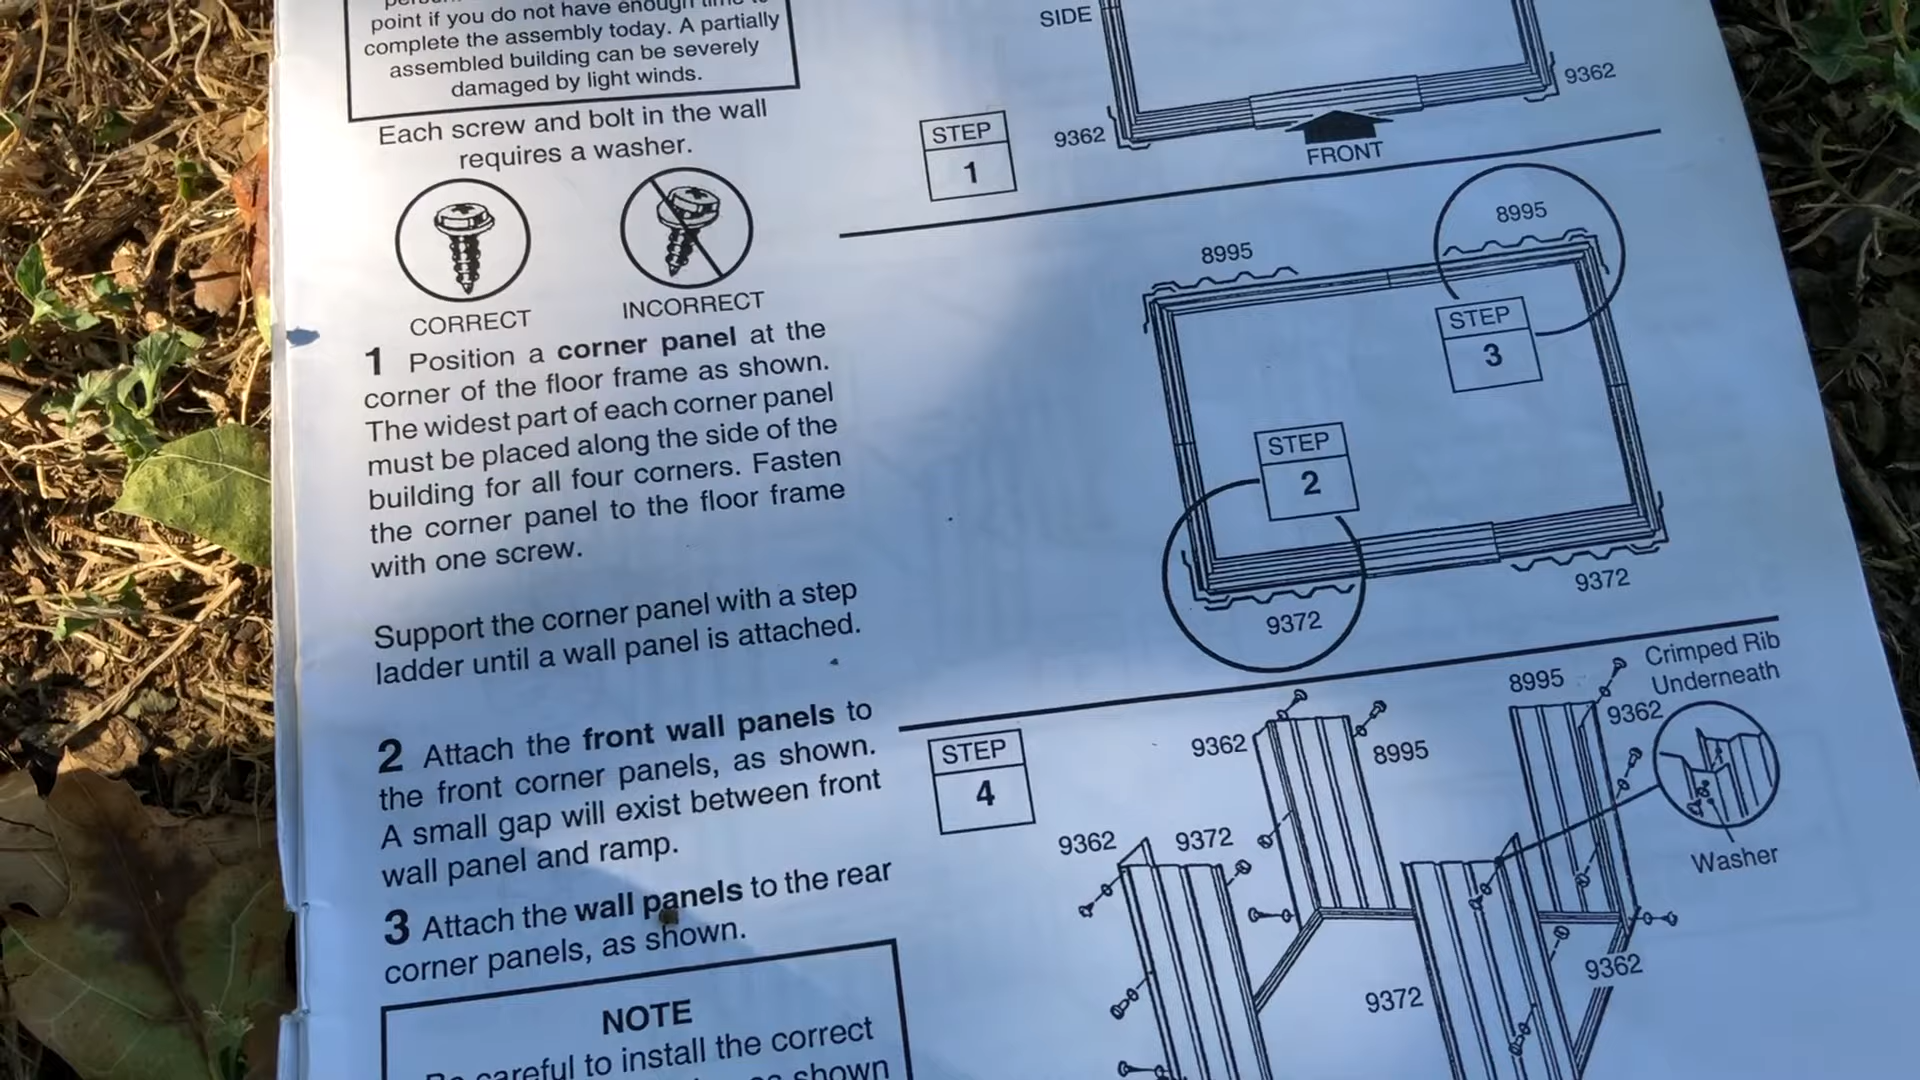 point if you do not have enough time to
complete the assembly today. A partially
assembled building can be severely
damaged by light winds.
Each screw and bolt in the wall
requires a washer.
CORRECT
INCORRECT
1 Position a corner panel at the
corner of the floor frame as shown.
The widest part of each corner panel
must be placed along the side of the
building for all four corners. Fasten
the corner panel to the floor frame
with one screw.
Support the corner panel with a step
ladder until a wall panel is attached.
2 Attach the front wall panels to
the front corner panels, as shown.
A small gap will exist between front
wall panel and ramp.
3 Attach the wall panels to the rear
corner panels, as shown.
NOTE
careful to install the correct
shown
SIDE
9362
STEP
1
9362
FRONT
8995
8995
STEP
3
STEP
2
9372
9372
STEP
4
8995
Crimped Rib
Underneath
9362
9362
8995
9362
9372
Washer
9362
9372